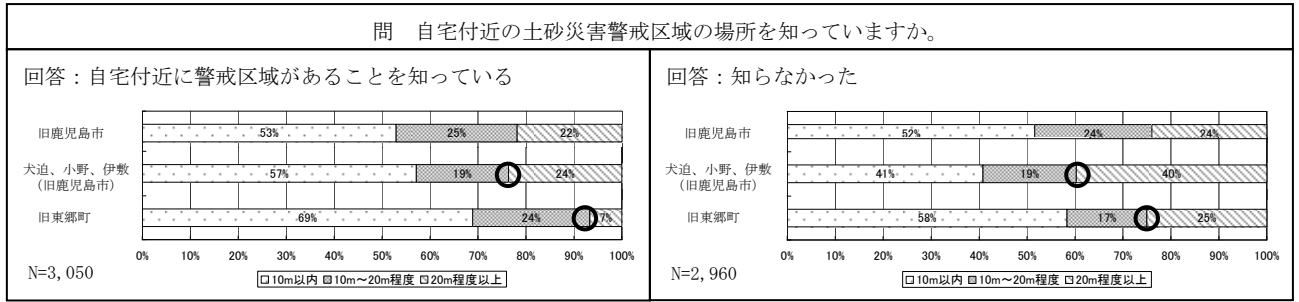 問　自宅付近の土砂災害警戒区域の場所を知っていますか。
回答：自宅付近に警戒区域があることを知っている
旧鹿児島市 53% 25% 22%
犬迫、小野、伊敷 57% 19% 24%
(旧鹿児島市)
旧東郷町 69% 24% 7%
0% 10% 20% 30% 40% 50% 60% 70% 80% 90% 100%
N=3,050
10m以内 10m～20m程度 20m程度以上
回答：知らなかった
旧鹿児島市 52% 24% 24%
犬迫、小野、伊敷 41% 19% 40%
(旧鹿児島市)
旧東郷町 58% 17% 25%
0% 10% 20% 30% 40% 50% 60% 70% 80% 90% 100%
N=2,960
10m以内 10m～20m程度 20m程度以上